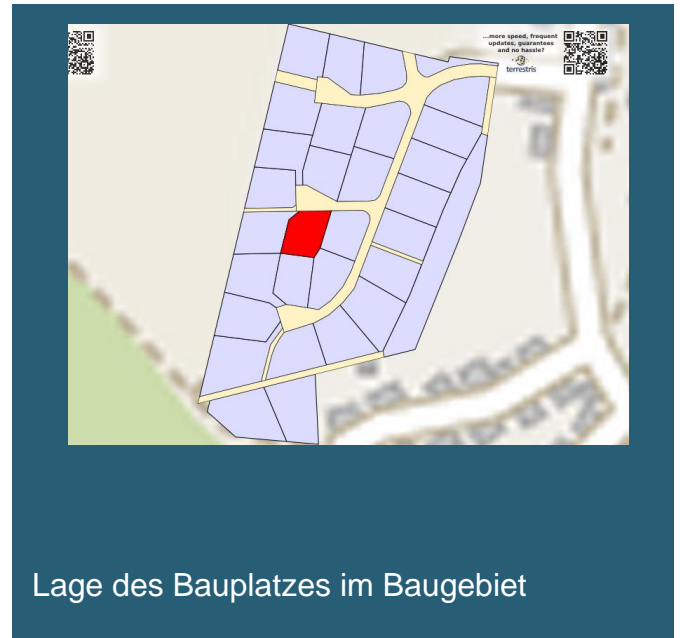 ...more speed, frequent
updates, guarantees
and no hassle?
terrestris
Lage des Bauplatzes im Baugebiet